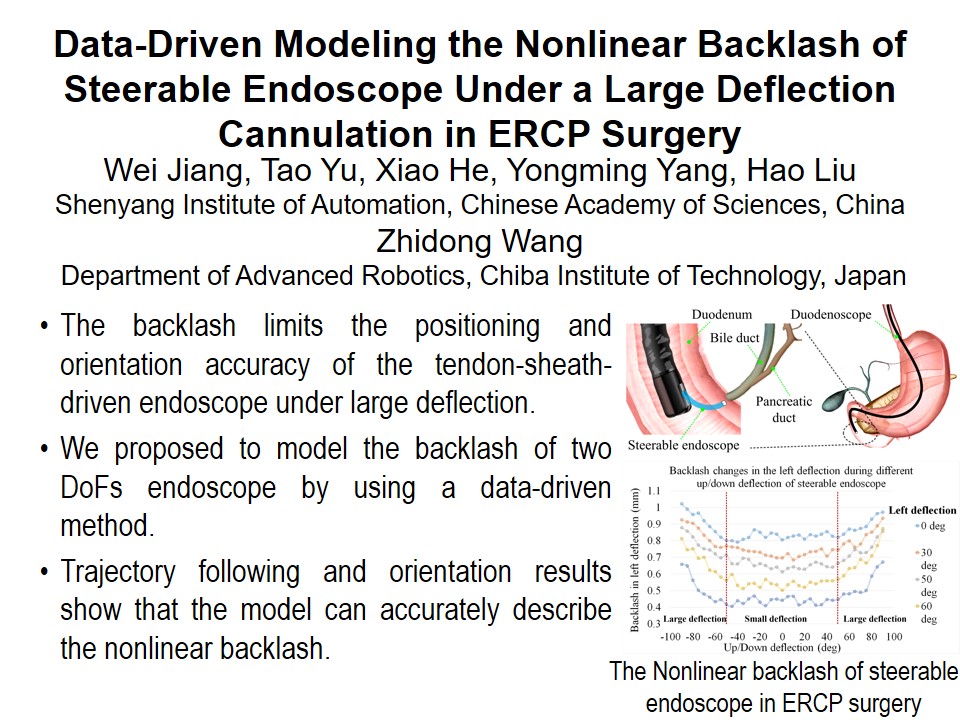 Data-Driven Modeling the Nonlinear Backlash of
Steerable Endoscope Under a Large Deflection
Cannulation in ERCP Surgery
Wei Jiang, Tao Yu, Xiao He, Yongming Yang, Hao Liu
Shenyang Institute of Automation, Chinese Academy of Sciences, China
Zhidong Wang
Department of Advanced Robotics, Chiba Institute of Technology, Japan
• The backlash limits the positioning and
orientation accuracy of the tendon-sheath-
driven endoscope under large deflection.
• We proposed to model the backlash of two
DoFs endoscope by using a data-driven
method.
• Trajectory following and orientation results
show that the model can accurately describe
the nonlinear backlash.
Duodenum
Duodenoscope
Bile duct
Pancreatic
duct
Steerable endoscope
Backlash changes in the left deflection during different
up/down deflection of steerable endoscope
Backlash in left deflection (mm)
1.1
1
0.9
0.8
0.7
0.6
0.5
0.4
0.3
Large deflection
Small deflection
Large deflection
-100 -80 -60 -40 -20 0 20 40 60 80 100
Up/Down deflection (deg)
Left deflection
0 deg
30
deg
50
deg
60
deg
The Nonlinear backlash of steerable
endoscope in ERCP surgery